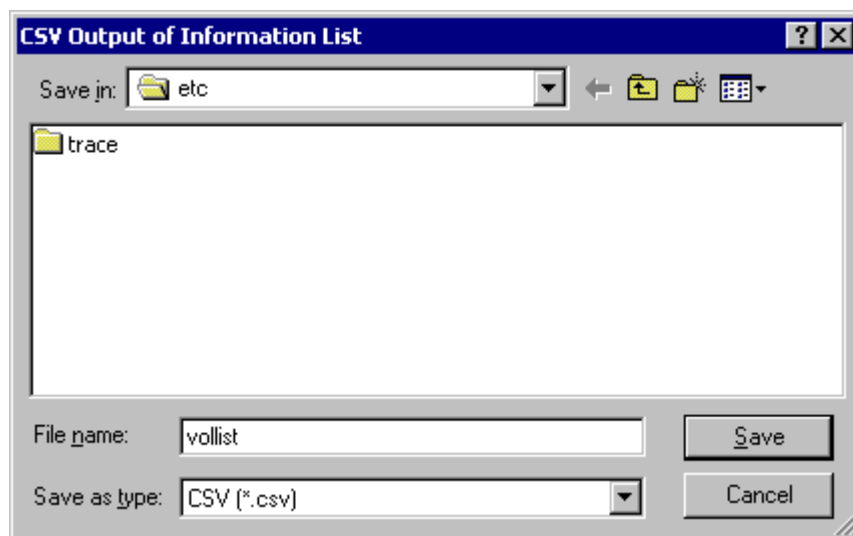 CSV Output of Information List
Save in: etc
trace
File name: vollist Save
Save as type: CSV (*.csv) Cancel